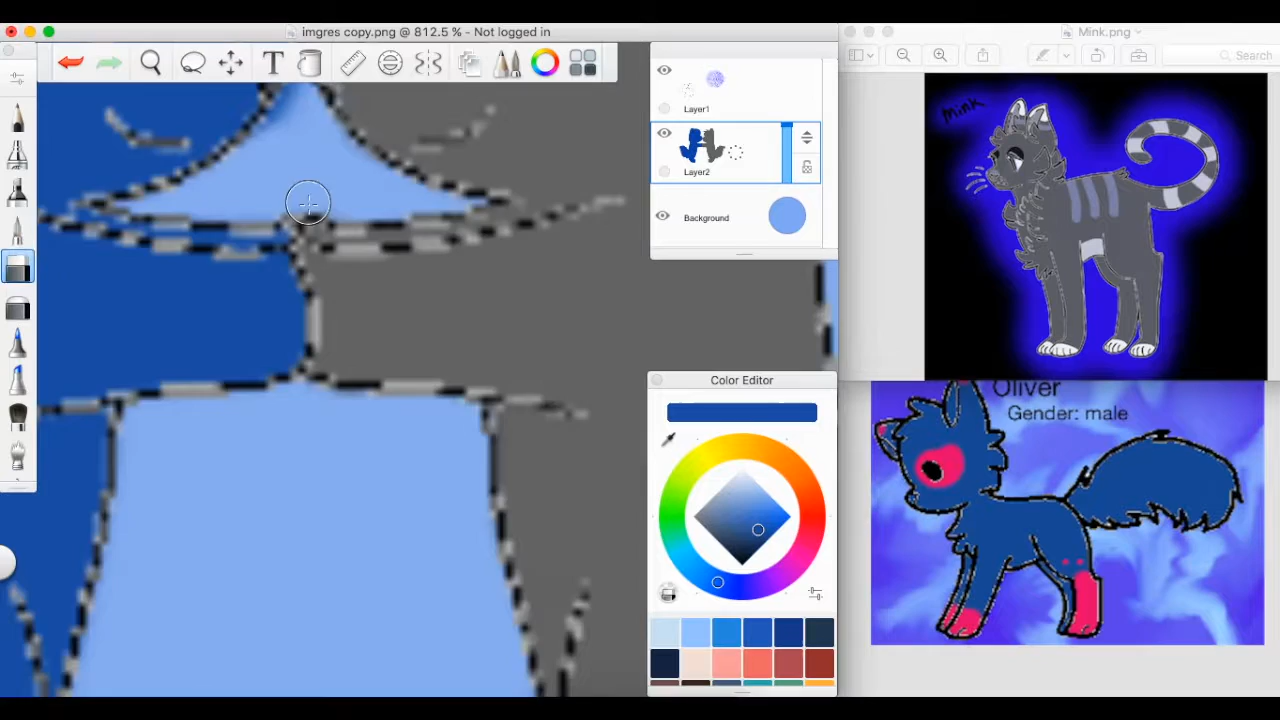 imgres copy.png @ 812.5 % - Not logged in
Mink.png
T
Search
Layer1
Mink
Layer2
Background
Color Editor
Oliver
Gender: male